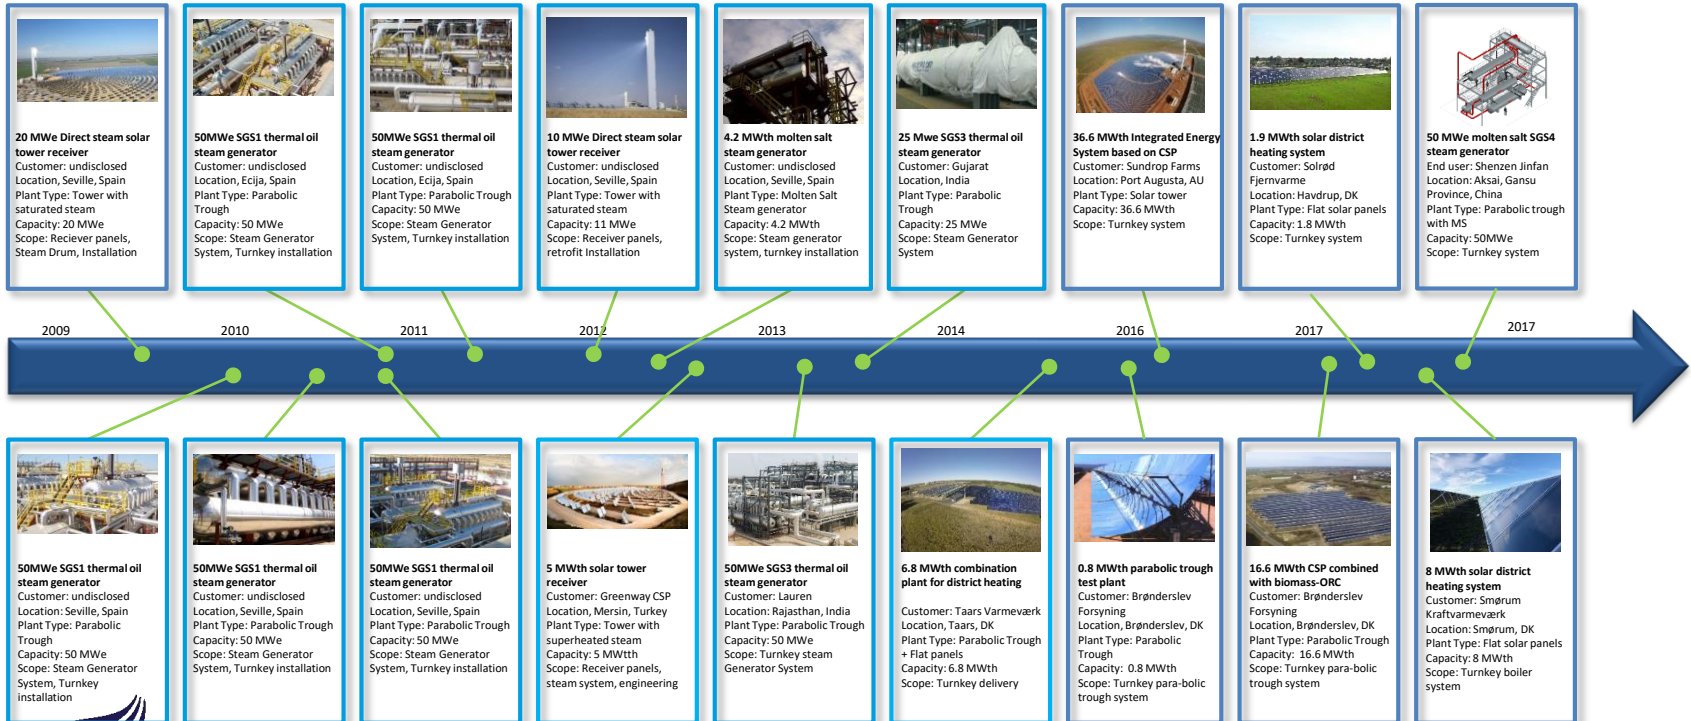 20 MWe Direct steam solar
tower receiver
Customer: undisclosed
Location, Seville, Spain
Plant Type: Tower with
saturated steam
Capacity: 20 MWe
Scope: Reciever panels,
Steam Drum, Installation
50MWe SGS1 thermal oil
steam generator
Customer: undisclosed
Location, Ecija, Spain
Plant Type: Parabolic
Trough
Capacity: 50 MWe
Scope: Steam Generator
System, Turnkey installation
50MWe SGS1 thermal oil
steam generator
Customer: undisclosed
Location, Ecija, Spain
Plant Type: Parabolic Trough
Capacity: 50 MWe
Scope: Steam Generator
System, Turnkey installation
10 MWe Direct steam solar
tower receiver
Customer: undisclosed
Location, Seville, Spain
Plant Type: Tower with
saturated steam
Capacity: 11 MWe
Scope: Receiver panels,
retrofit Installation
4.2 MWth molten salt
steam generator
Customer: undisclosed
Location, Seville, Spain
Plant Type: Molten Salt
Steam generator
Capacity: 4.2 MWth
Scope: Steam generator
system, turnkey installation
25 Mwe SGS3 thermal oil
steam generator
Customer: Gujarat
Location, India
Plant Type: Parabolic
Trough
Capacity: 25 MWe
Scope: Steam Generator
System
36.6 MWth Integrated Energy
System based on CSP
Customer: Sundrop Farms
Location: Port Augusta, AU
Plant Type: Solar tower
Capacity: 36.6 MWth
Scope: Turnkey system
1.9 MWth solar district
heating system
Customer: Solrød
Fjernvarme
Location: Havdrup, DK
Plant Type: Flat solar panels
Capacity: 1.8 MWth
Scope: Turnkey system
50 MWe molten salt SGS4
steam generator
End user: Shenzen Jinfan
Location: Aksai, Gansu
Province, China
Plant Type: Parabolic trough
with MS
Capacity: 50MWe
Scope: Turnkey system
2009
2010
2011
2012
2013
2014
2016
2017
2017
50MWe SGS1 thermal oil
steam generator
Customer: undisclosed
Location: Seville, Spain
Plant Type: Parabolic
Trough
Capacity: 50 MWe
Scope: Steam Generator
System, Turnkey
installation
50MWe SGS1 thermal oil
steam generator
Customer: undisclosed
Location, Seville, Spain
Plant Type: Parabolic Trough
Capacity: 50 MWe
Scope: Steam Generator
System, Turnkey installation
50MWe SGS1 thermal oil
steam generator
Customer: undisclosed
Location, Seville, Spain
Plant Type: Parabolic Trough
Capacity: 50 MWe
Scope: Steam Generator
System, Turnkey installation
5 MWth solar tower
receiver
Customer: Greenway CSP
Location, Mersin, Turkey
Plant Type: Tower with
superheated steam
Capacity: 5 MWtth
Scope: Receiver panels,
steam system, engineering
50MWe SGS3 thermal oil
steam generator
Customer: Lauren
Location: Rajasthan, India
Plant Type: Parabolic Trough
Capacity: 50 MWe
Scope: Turnkey steam
Generator System
6.8 MWth combination
plant for district heating
Customer: Taars Varmeværk
Location, Taars, DK
Plant Type: Parabolic Trough
+ Flat panels
Capacity: 6.8 MWth
Scope: Turnkey delivery
0.8 MWth parabolic trough
test plant
Customer: Brønderslev
Forsyning
Location, Brønderslev, DK
Plant Type: Parabolic
Trough
Capacity: 0.8 MWth
Scope: Turnkey para-bolic
trough system
16.6 MWth CSP combined
with biomass-ORC
Customer: Brønderslev
Forsyning
Location, Brønderslev, DK
Plant Type: Parabolic Trough
Capacity: 16.6 MWth
Scope: Turnkey para-bolic
trough system
8 MWth solar district
heating system
Customer: Smørum
Kraftvarmeværk
Location: Smørum, DK
Plant Type: Flat solar panels
Capacity: 8 MWth
Scope: Turnkey boiler
system